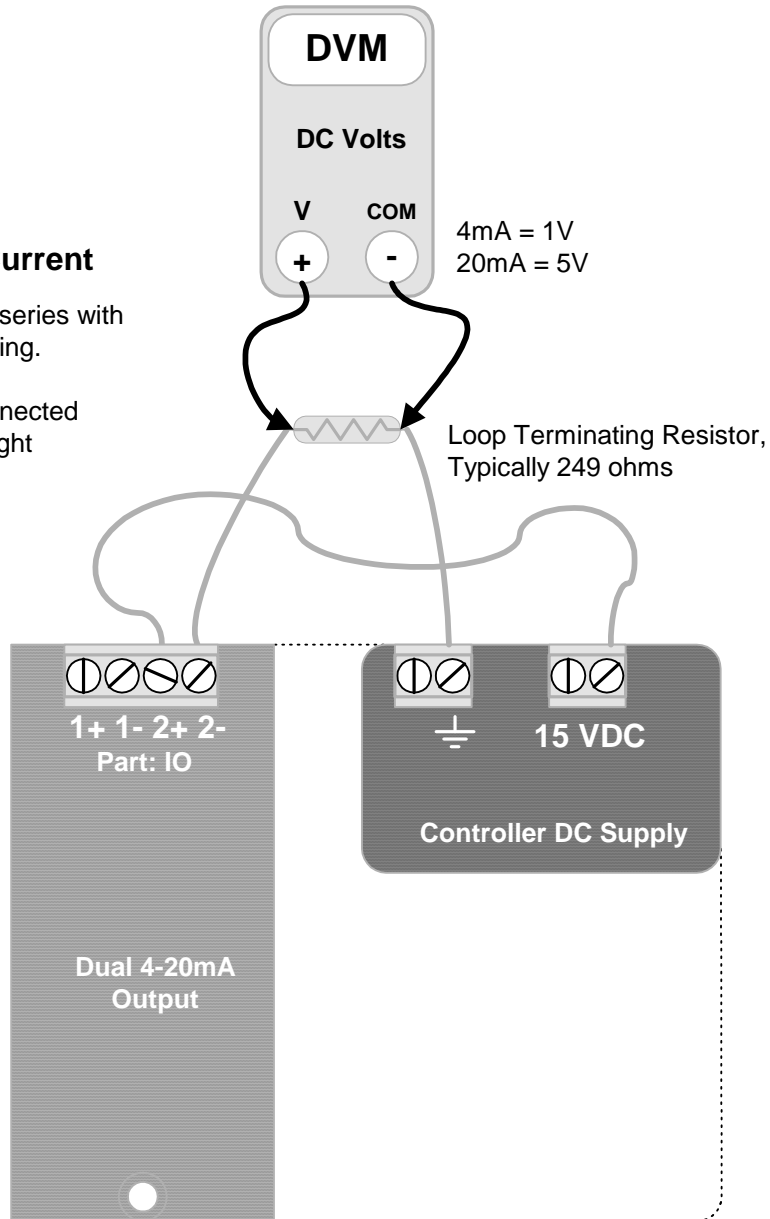 DVM
DC Volts
V COM
+ -
4mA = 1V
20mA = 5V
urrent
series with
ing.
nected
ght
Loop Terminating Resistor,
Typically 249 ohms
1+ 1- 2+ 2-
Part: IO
15 VDC
Controller DC Supply
Dual 4-20mA
Output